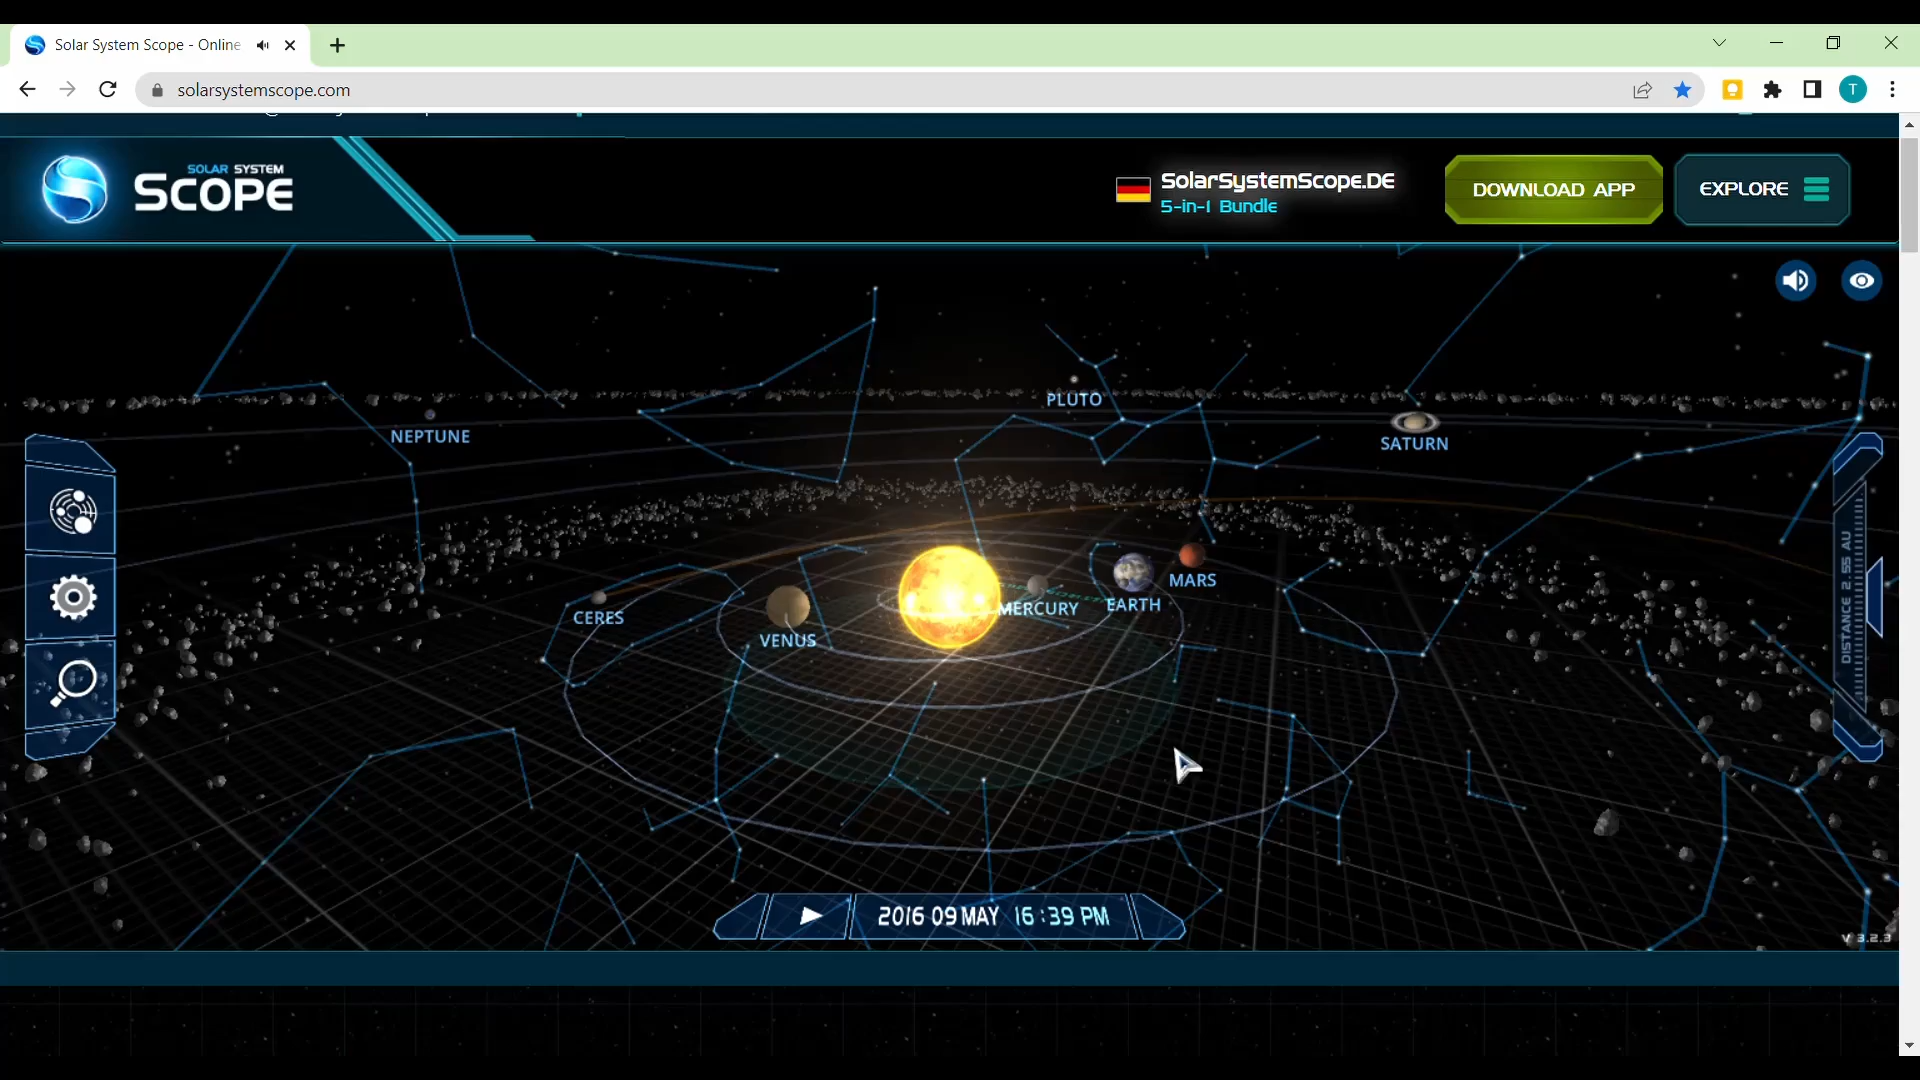 Solar System Scope - Online
solarsystemscope.com
T
SOLAR SYSTEM
SCOPE
SolarSystemScope.DE
5-in-1 Bundle
DOWNLOAD APP
EXPLORE
PLUTO
NEPTUNE
SATURN
MARS
MERCURY
EARTH
CERES
VENUS
DISTANCE 2.55 AU
2016 09 MAY 16:39 PM
V 3.2.3